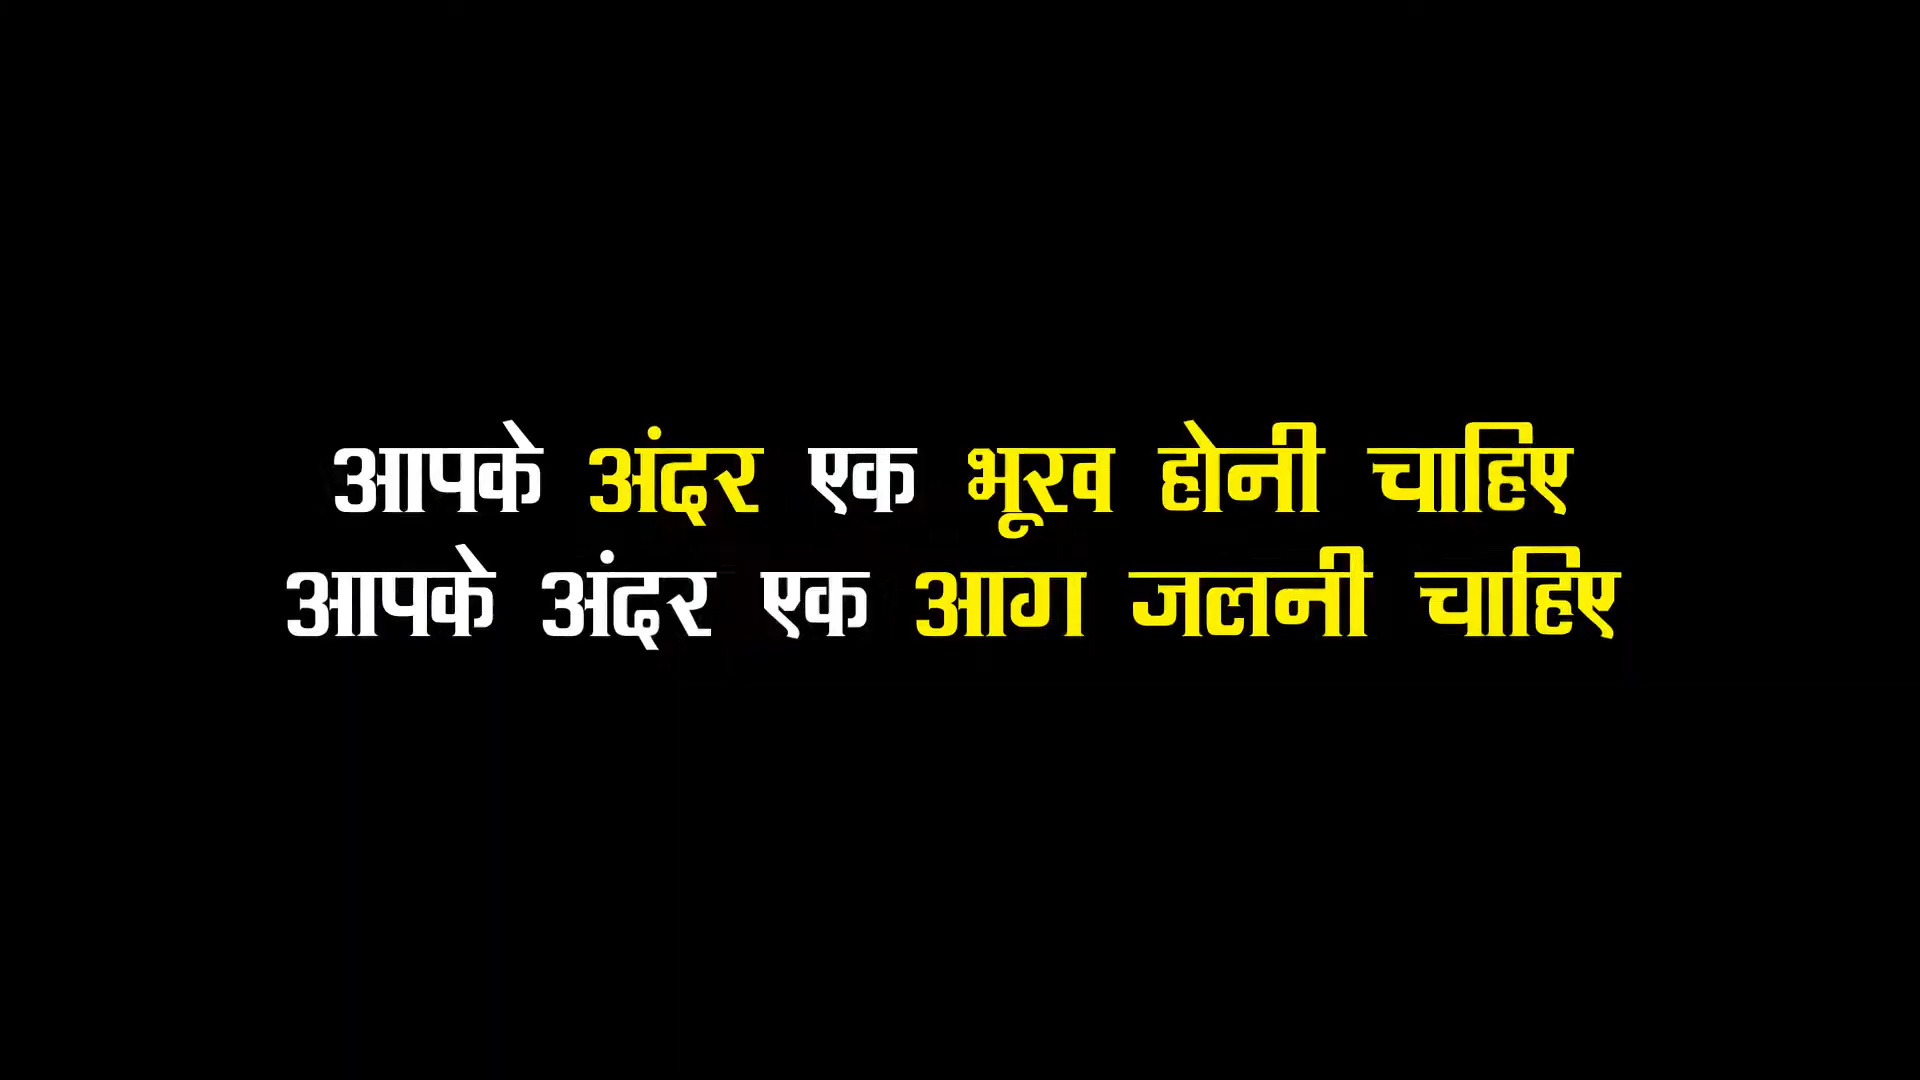 आपके अंदर एक भूख होनी चाहिए
आपके अंदर एक आग जलनी चाहिए